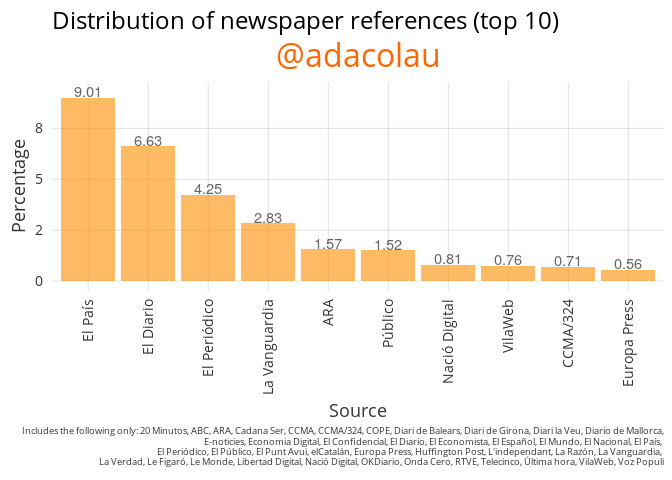 Distribution of newspaper references (top 10)
@adacolau
9.01
6.63
4.25
2.83
1.57
1.52
0.81
0.76
0.71
0.56
8
5
2
0
Percentage
El País
El Diario
El Periódico
La Vanguardia
ARA
Público
Nació Digital
VilaWeb
CCMA/324
Europa Press
Source
Includes the following only: 20 Minutos, ABC, ARA, Cadana Ser, CCMA, CCMA/324, COPE, Diari de Balears, Diari de Girona, Diari la Veu, Diario de Mallorca,
E-noticies, Economia Digital, El Confidencial, El Diario, El Economista, El Español, El Mundo, El Nacional, El País,
El Periódico, El Público, El Punt Avui, elCatalán, Europa Press, Huffington Post, L'independant, La Razón, La Vanguardia,
La Verdad, Le Figaró, Le Monde, Libertad Digital, Nació Digital, OKDiario, Onda Cero, RTVE, Telecinco, Última hora, VilaWeb, Voz Populi